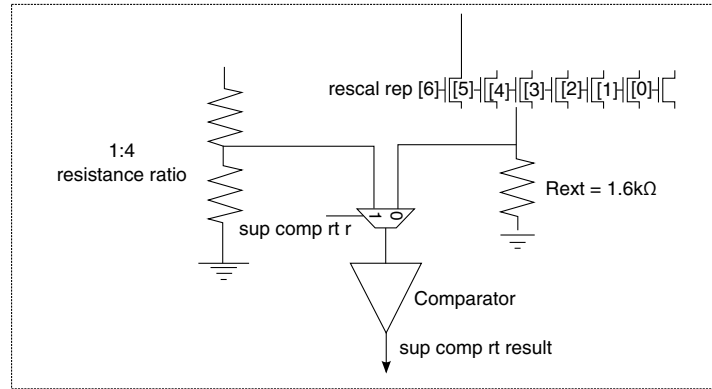 rescal rep [6] [5] [4] [3] [2] [1] [0]
1:4
resistance ratio
Rext = 1.6kΩ
1 0
sup comp rt r
Comparator
sup comp rt result